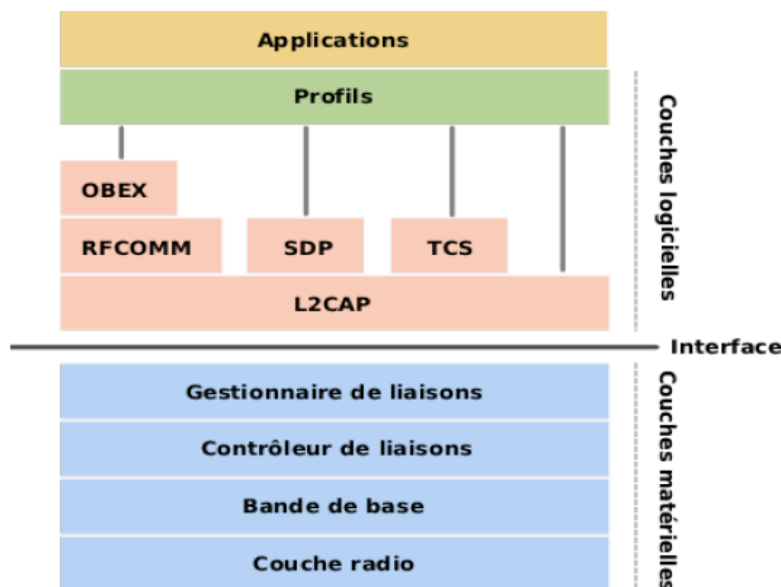 Applications
Profils
OBEX
RFCOMM
SDP
TCS
L2CAP
Couches logicielles
Interface
Gestionnaire de liaisons
Contrôleur de liaisons
Bande de base
Couche radio
Couches matérielles